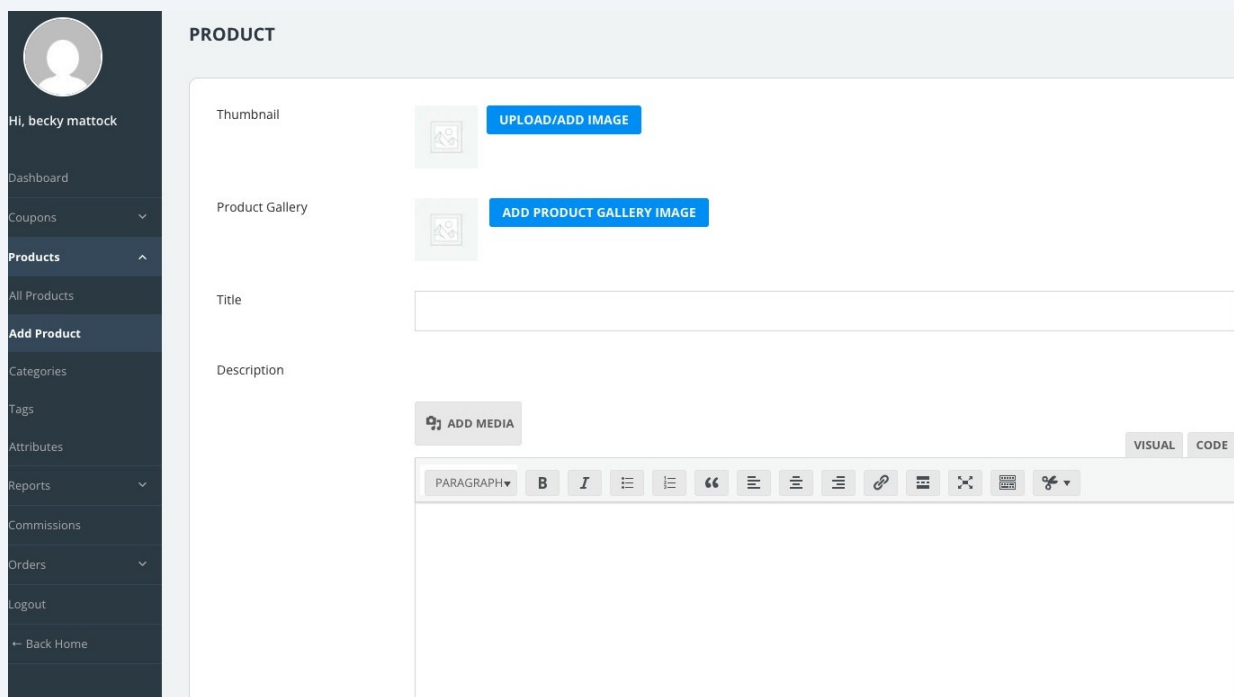 PRODUCT
Hi, becky mattock
Dashboard
Coupons
Products
All Products
Add Product
Categories
Tags
Attributes
Reports
Commissions
Orders
Logout
← Back Home
Thumbnail
UPLOAD/ADD IMAGE
Product Gallery
ADD PRODUCT GALLERY IMAGE
Title
Description
ADD MEDIA
VISUAL CODE
PARAGRAPH B I